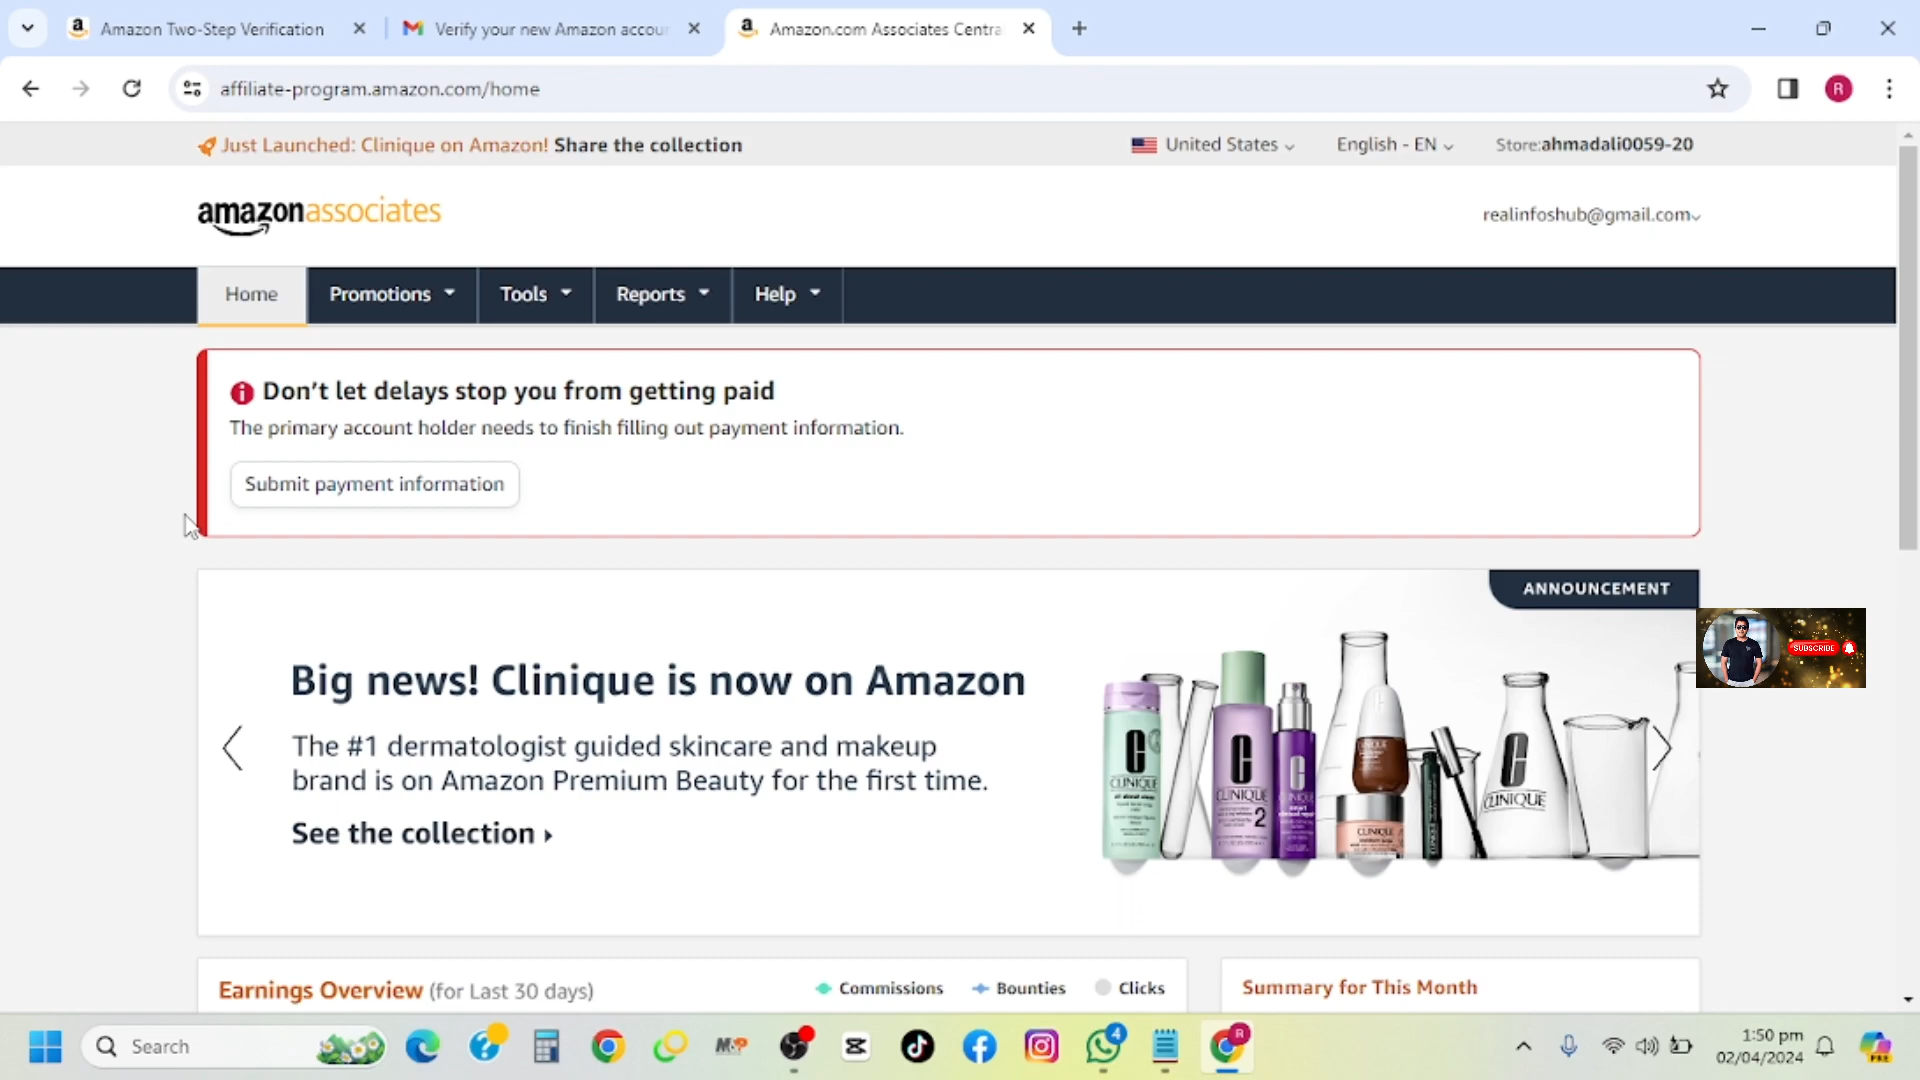 Amazon Two-Step Verification
Verify your new Amazon accou
Amazon.com Associates Centra
affiliate-program.amazon.com/home
R
Just Launched: Clinique on Amazon! Share the collection
United States
English - EN
Store:ahmadali0059-20
amazonassociates
realinfoshub@gmail.com
Home
Promotions
Tools
Reports
Help
Don't let delays stop you from getting paid
The primary account holder needs to finish filling out payment information.
Submit payment information
ANNOUNCEMENT
SUBSCRIBE
Big news! Clinique is now on Amazon
The #1 dermatologist guided skincare and makeup
brand is on Amazon Premium Beauty for the first time.
See the collection
CLINIQUE
CLINIQUE
2
CLINIQUE
CLINIQUE
Earnings Overview (for Last 30 days)
Commissions
Bounties
Clicks
Summary for This Month
Search
4
R
1:50 pm
02/04/2024
PRE